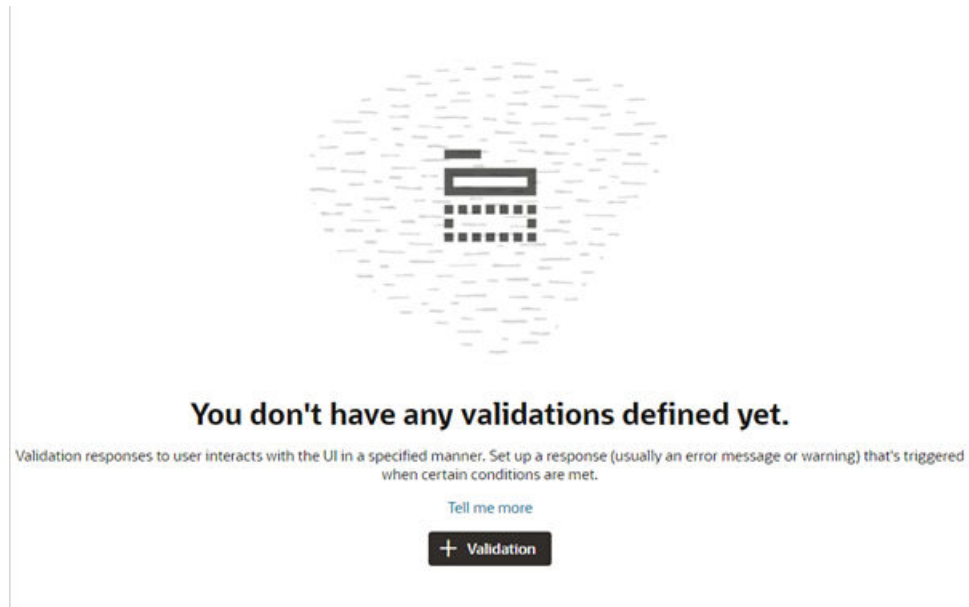 You don't have any validations defined yet.
Validation responses to user interacts with the UI in a specified manner. Set up a response (usually an error message or warning) that's triggered
when certain conditions are met.
Tell me more
+ Validation